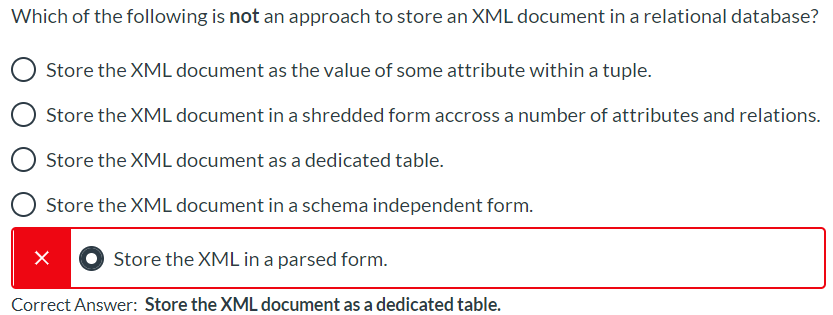 Which of the following is not an approach to store an XML document in a relational database?
Store the XML document as the value of some attribute within a tuple.
Store the XML document in a shredded form accross a number of attributes and relations.
Store the XML document as a dedicated table.
Store the XML document in a schema independent form.
Store the XML in a parsed form.
Correct Answer: Store the XML document as a dedicated table.